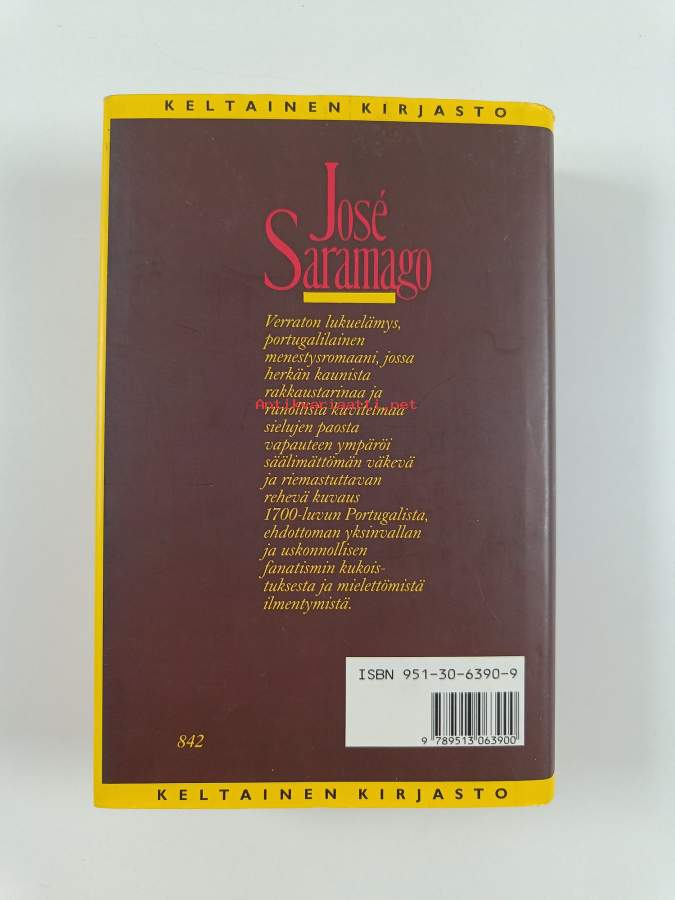 KELTAINEN KIRJASTO
José
Saramago
Verraton lukuelämys,
portugalilainen
menestysromaani, jossa
herkän kaunista
rakkaustarinaa ja
Antikvariaatti.net
runollista kuvitelmaa
sielujen paosta
vapauteen ympäröi
säälimättömän väkevä
ja riemastuttavan
rehevä kuvaus
1700-luvun Portugalista,
ehdottoman yksinvallan
ja uskonnollisen
fanatismin kukois-
tuksesta ja mielettömistä
ilmentymistä.
ISBN 951-30-6390-9
9 789513 063900
842
KELTAINEN KIRJASTO